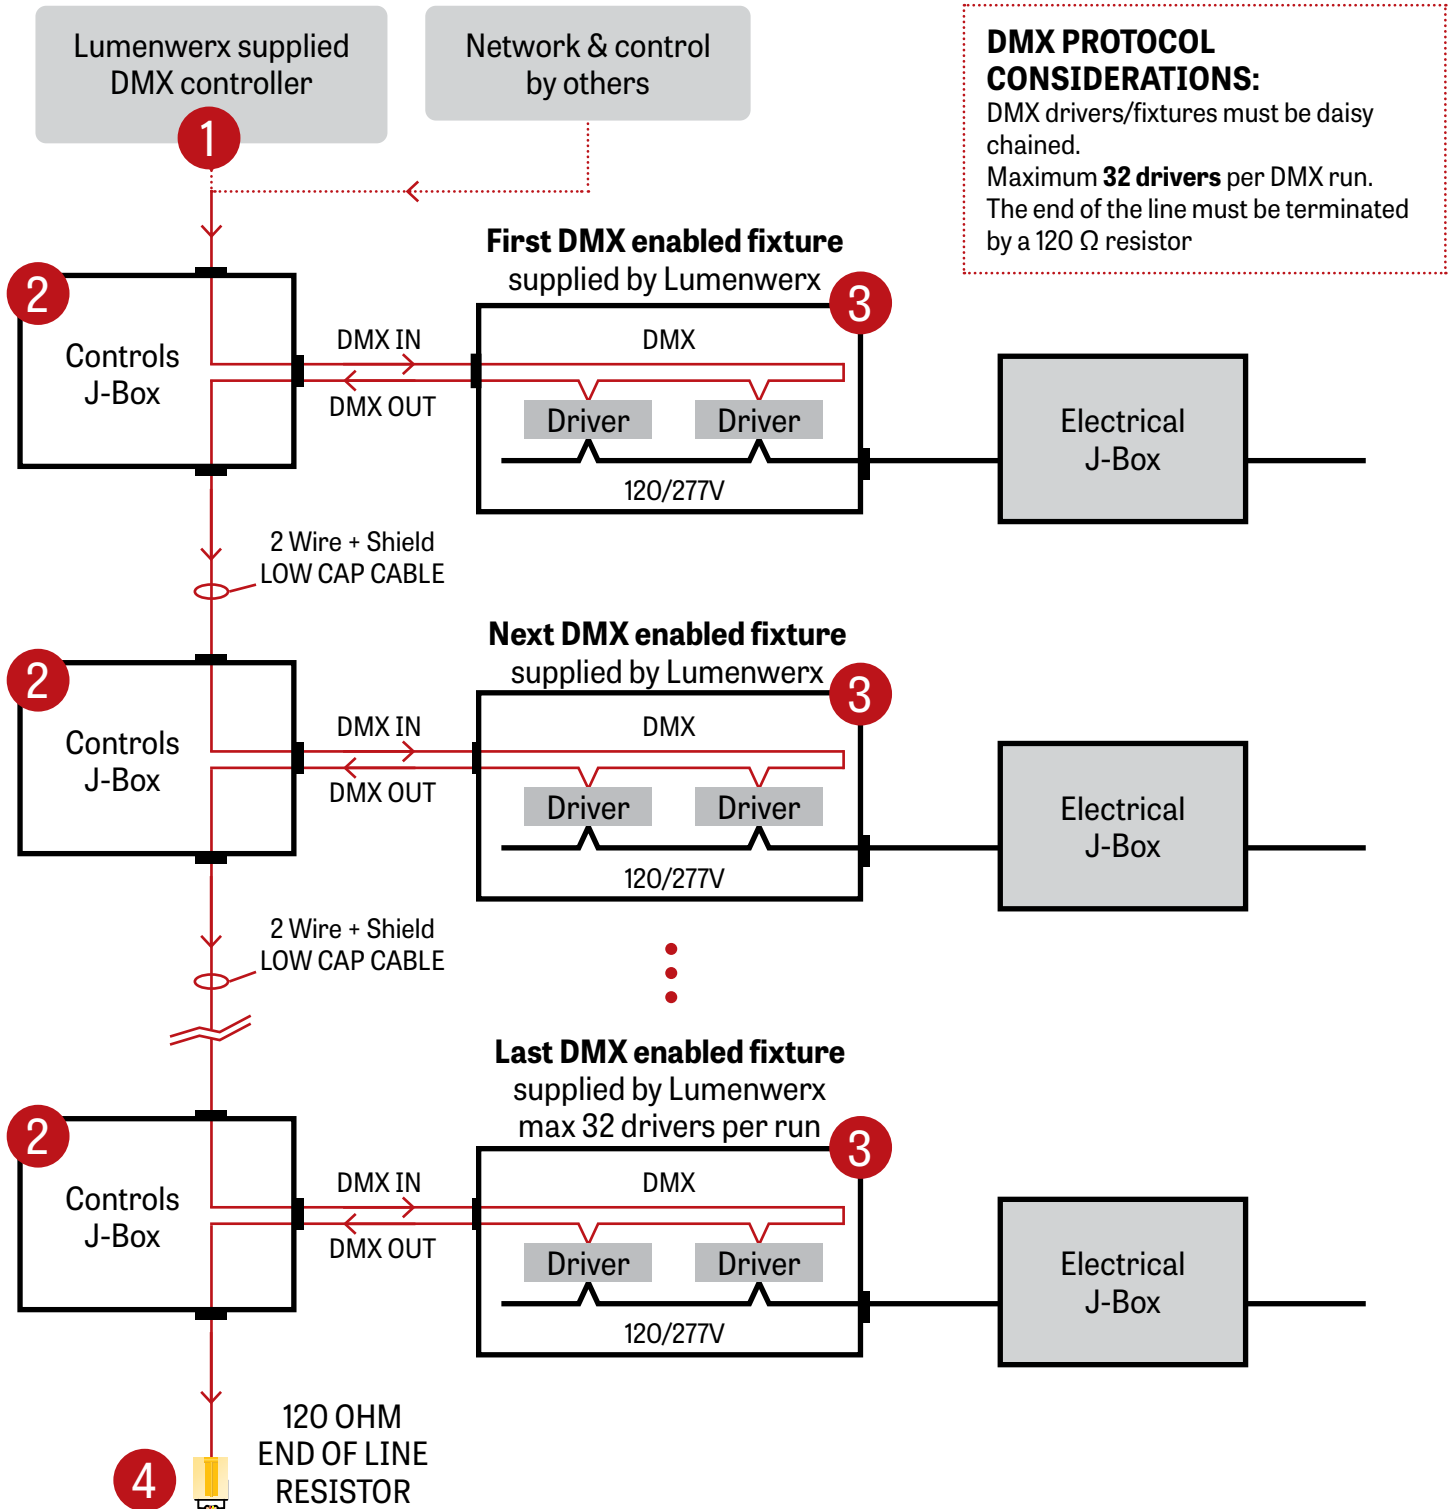 Lumenwerx supplied
DMX controller
1
Network & control
by others
DMX PROTOCOL
CONSIDERATIONS:
DMX drivers/fixtures must be daisy
chained.
Maximum 32 drivers per DMX run.
The end of the line must be terminated
by a 120 Ω resistor
First DMX enabled fixture
supplied by Lumenwerx
2
3
Controls
J-Box
DMX IN
DMX OUT
DMX
Driver
Driver
120/277V
Electrical
J-Box
2 Wire + Shield
LOW CAP CABLE
Next DMX enabled fixture
supplied by Lumenwerx
2
3
Controls
J-Box
DMX IN
DMX OUT
DMX
Driver
Driver
120/277V
Electrical
J-Box
2 Wire + Shield
LOW CAP CABLE
Last DMX enabled fixture
supplied by Lumenwerx
max 32 drivers per run
2
3
Controls
J-Box
DMX IN
DMX OUT
DMX
Driver
Driver
120/277V
Electrical
J-Box
4
120 OHM
END OF LINE
RESISTOR